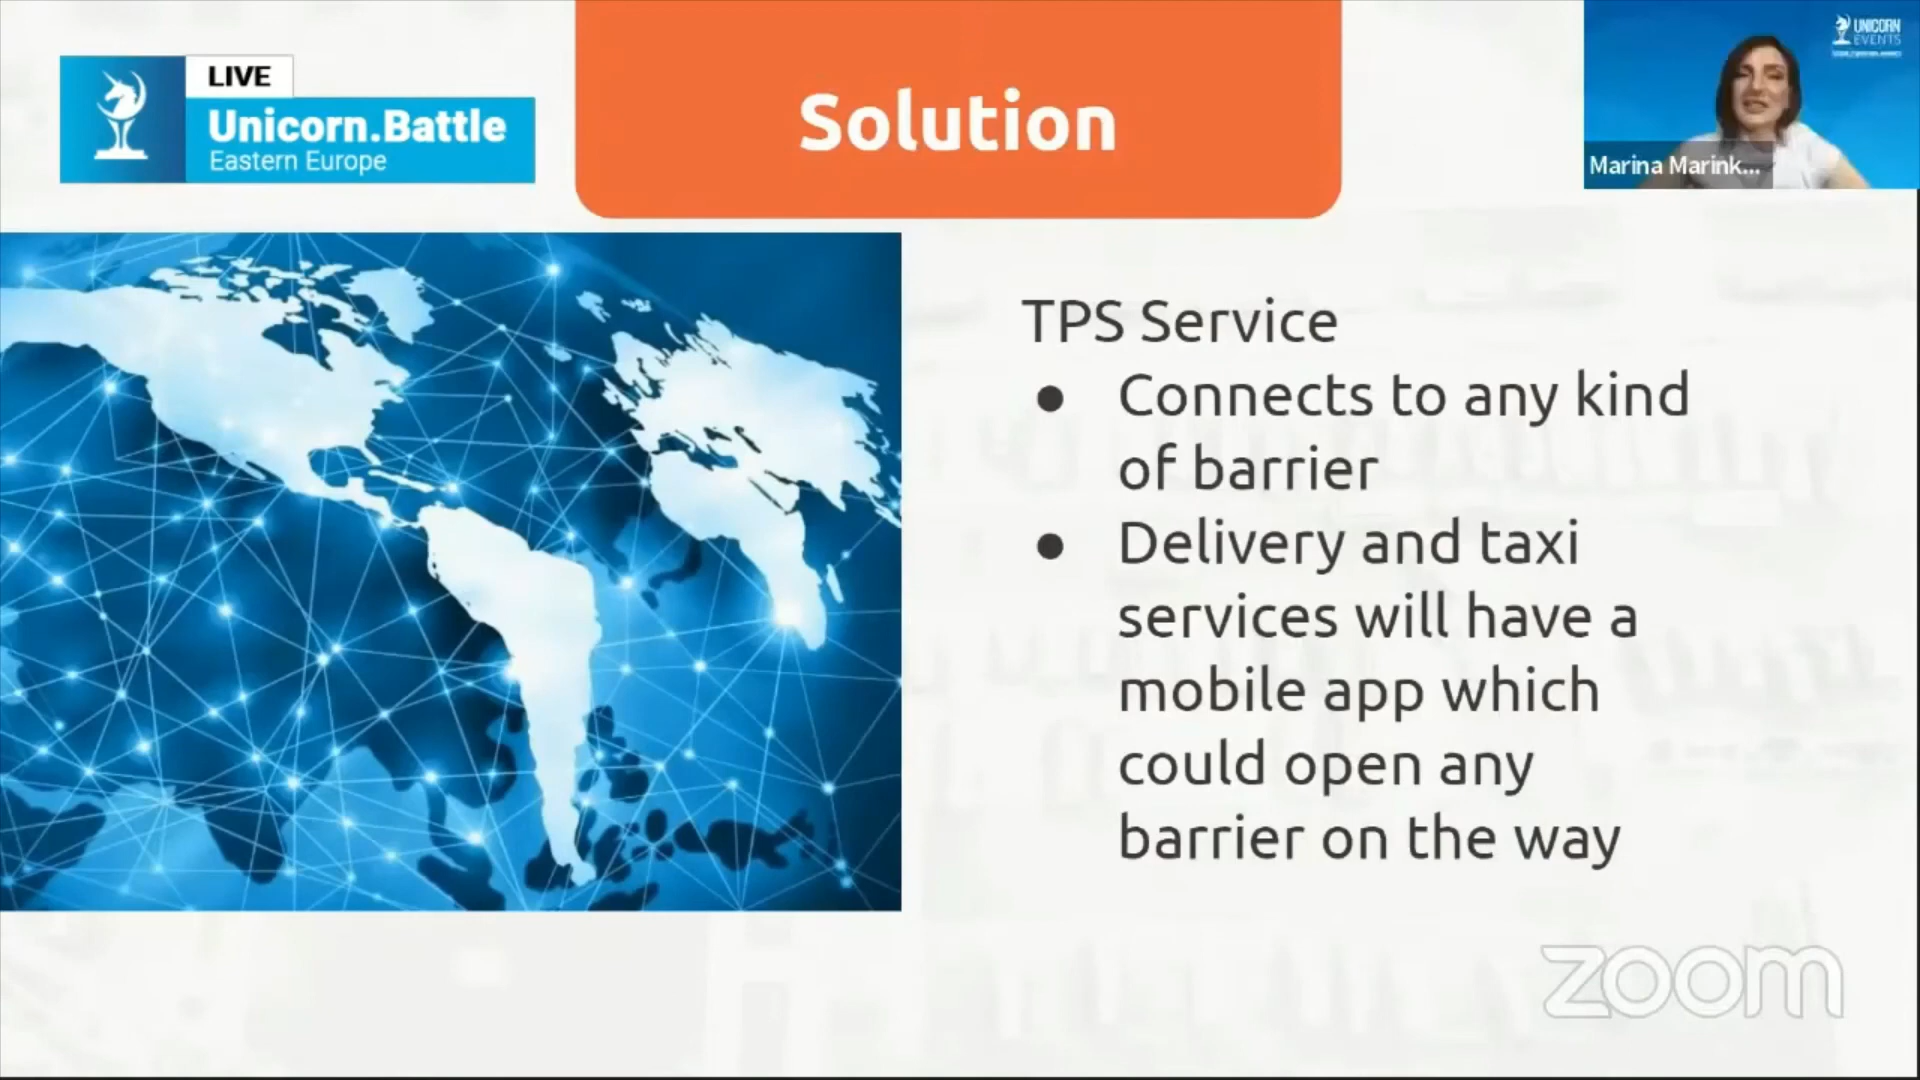 LIVE
Unicorn.Battle
Eastern Europe
Solution
UNICORN
EVENTS
Marina Marink...
TPS Service
● Connects to any kind
of barrier
● Delivery and taxi
services will have a
mobile app which
could open any
barrier on the way
zoom